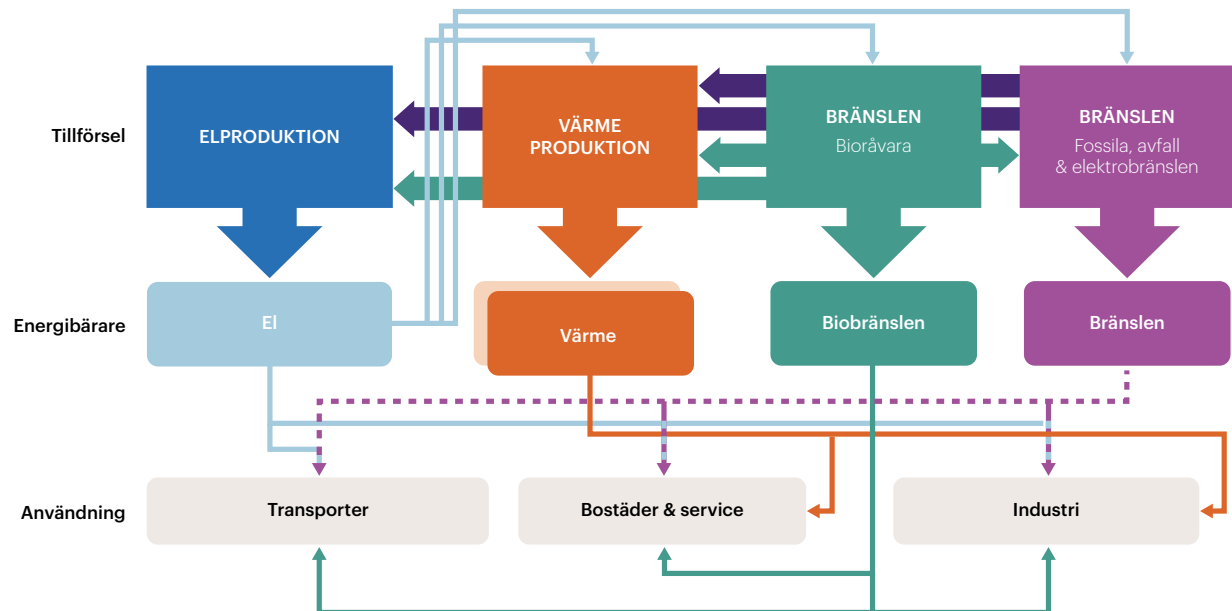 Tillförsel
ELPRODUKTION
VÄRME
PRODUKTION
BRÄNSLEN
Bioråvara
BRÄNSLEN
Fossila, avfall
& elektrobränslen
Energibärare
El
Värme
Biobränslen
Bränslen
Användning
Transporter
Bostäder & service
Industri